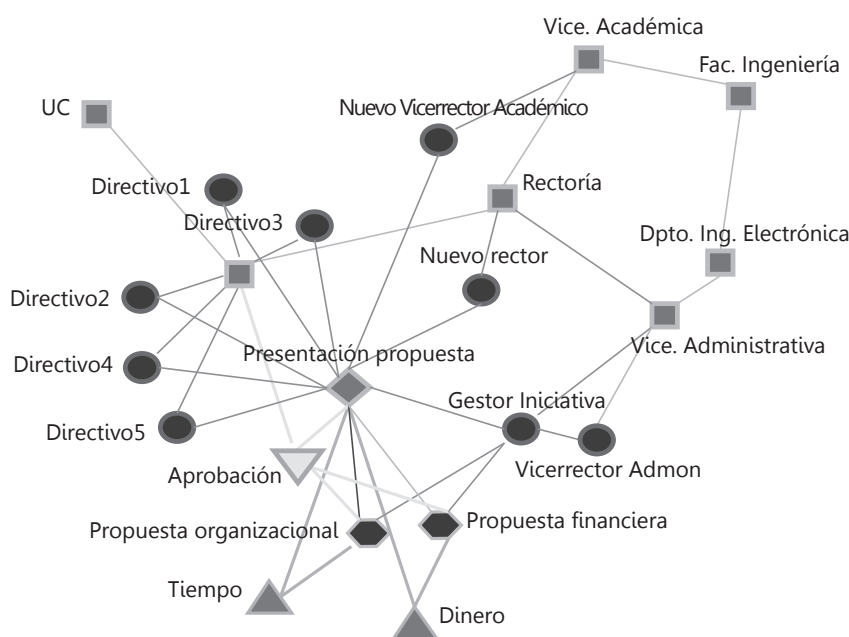 Vice. Académica
Fac. Ingeniería
UC
Nuevo Vicerrector Académico
Directivo1
Rectoría
Directivo3
Dpto. Ing. Electrónica
Nuevo rector
Directivo2
Presentación propuesta
Vice. Administrativa
Directivo4
Gestor Iniciativa
Directivo5
Vicerrector Admon
Aprobación
Propuesta organizacional
Propuesta financiera
Tiempo
Dinero